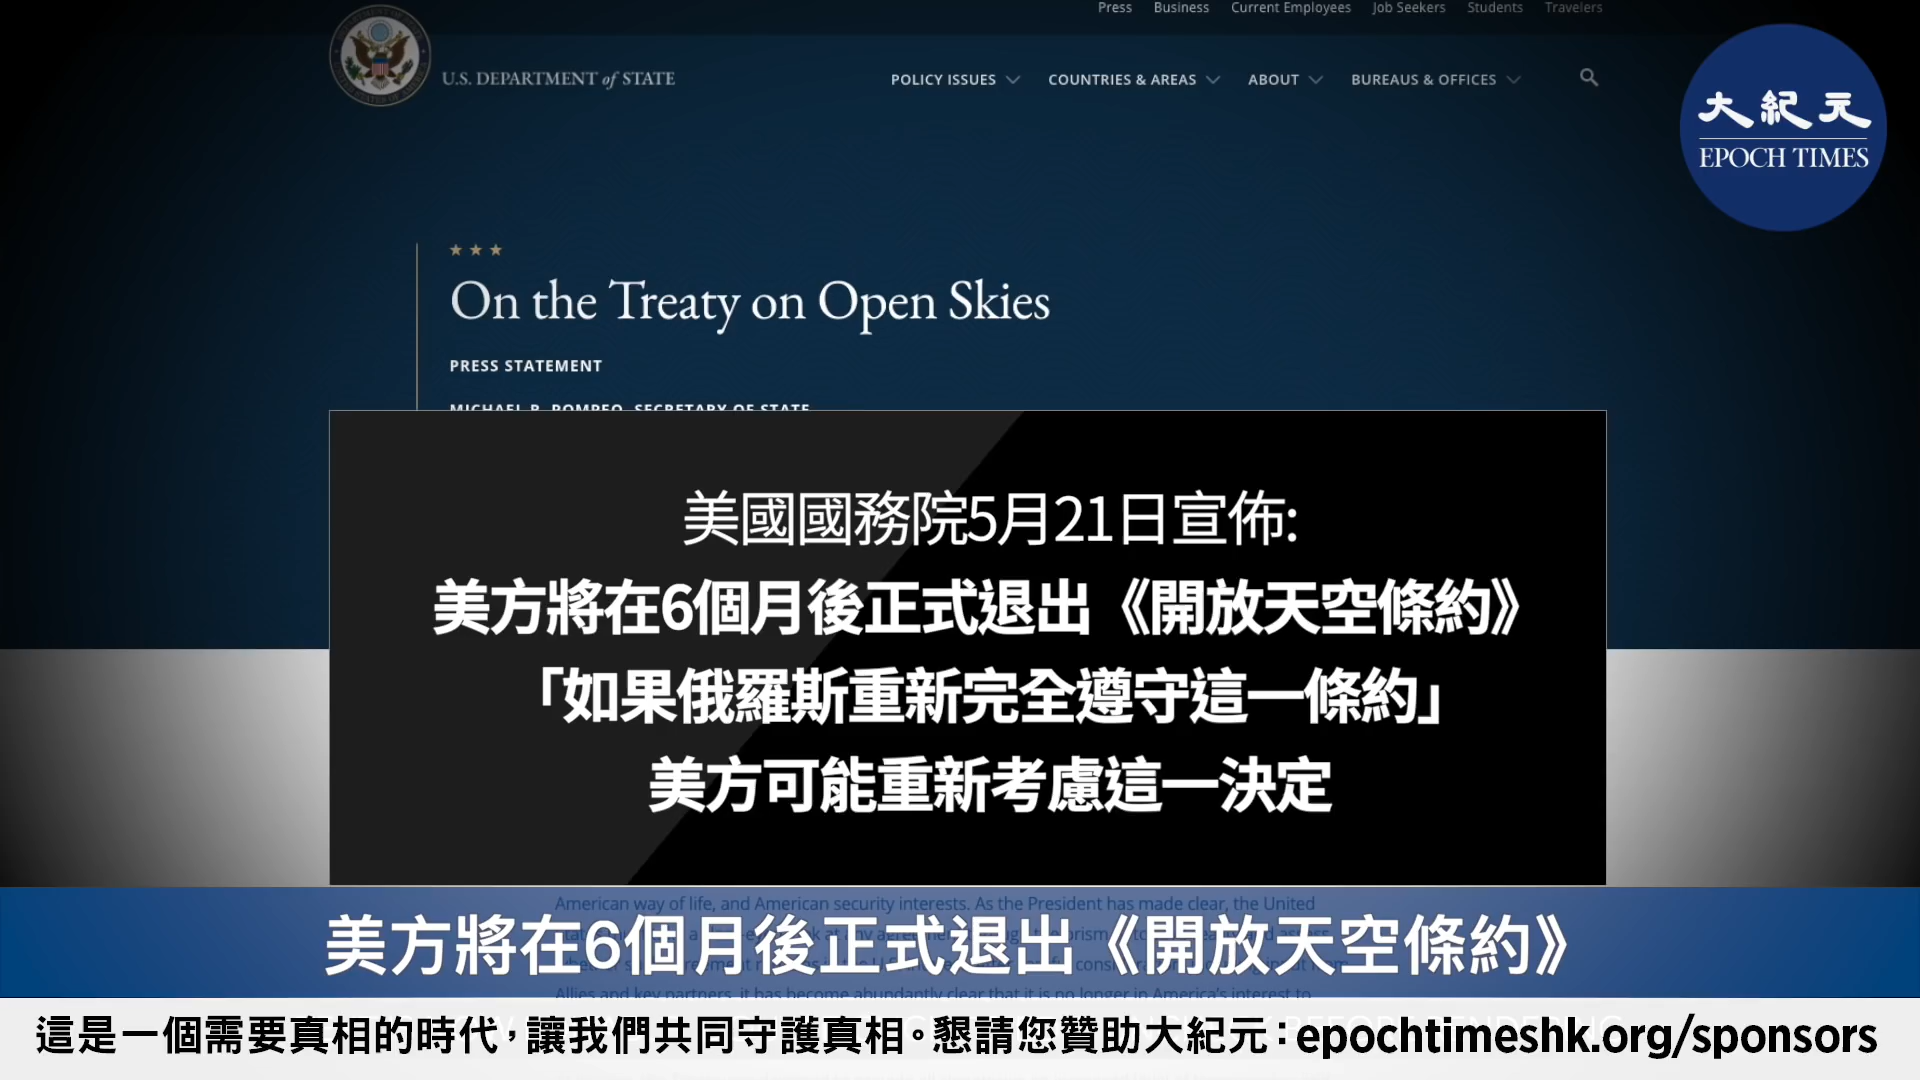 Press Business Current Employees Job Seekers Students Travelers
U.S. DEPARTMENT of STATE
POLICY ISSUES COUNTRIES & AREAS ABOUT BUREAUS & OFFICES
大紀元
EPOCH TIMES
On the Treaty on Open Skies
PRESS STATEMENT
MICHAEL R. POMPEO, SECRETARY OF STATE
美國國務院5月21日宣佈:
美方將在6個月後正式退出《開放天空條約》
「如果俄羅斯重新完全遵守這一條約」
美方可能重新考慮這一決定
American way of life, and American security interests. As the President has made clear, the United
美方將在6個月後正式退出《開放天空條約》
Allies and key partners, it has become abundantly clear that it is no longer in America's interest to
這是一個需要真相的時代，讓我們共同守護真相。懇請您贊助大紀元：epochtimeshk.org/sponsors